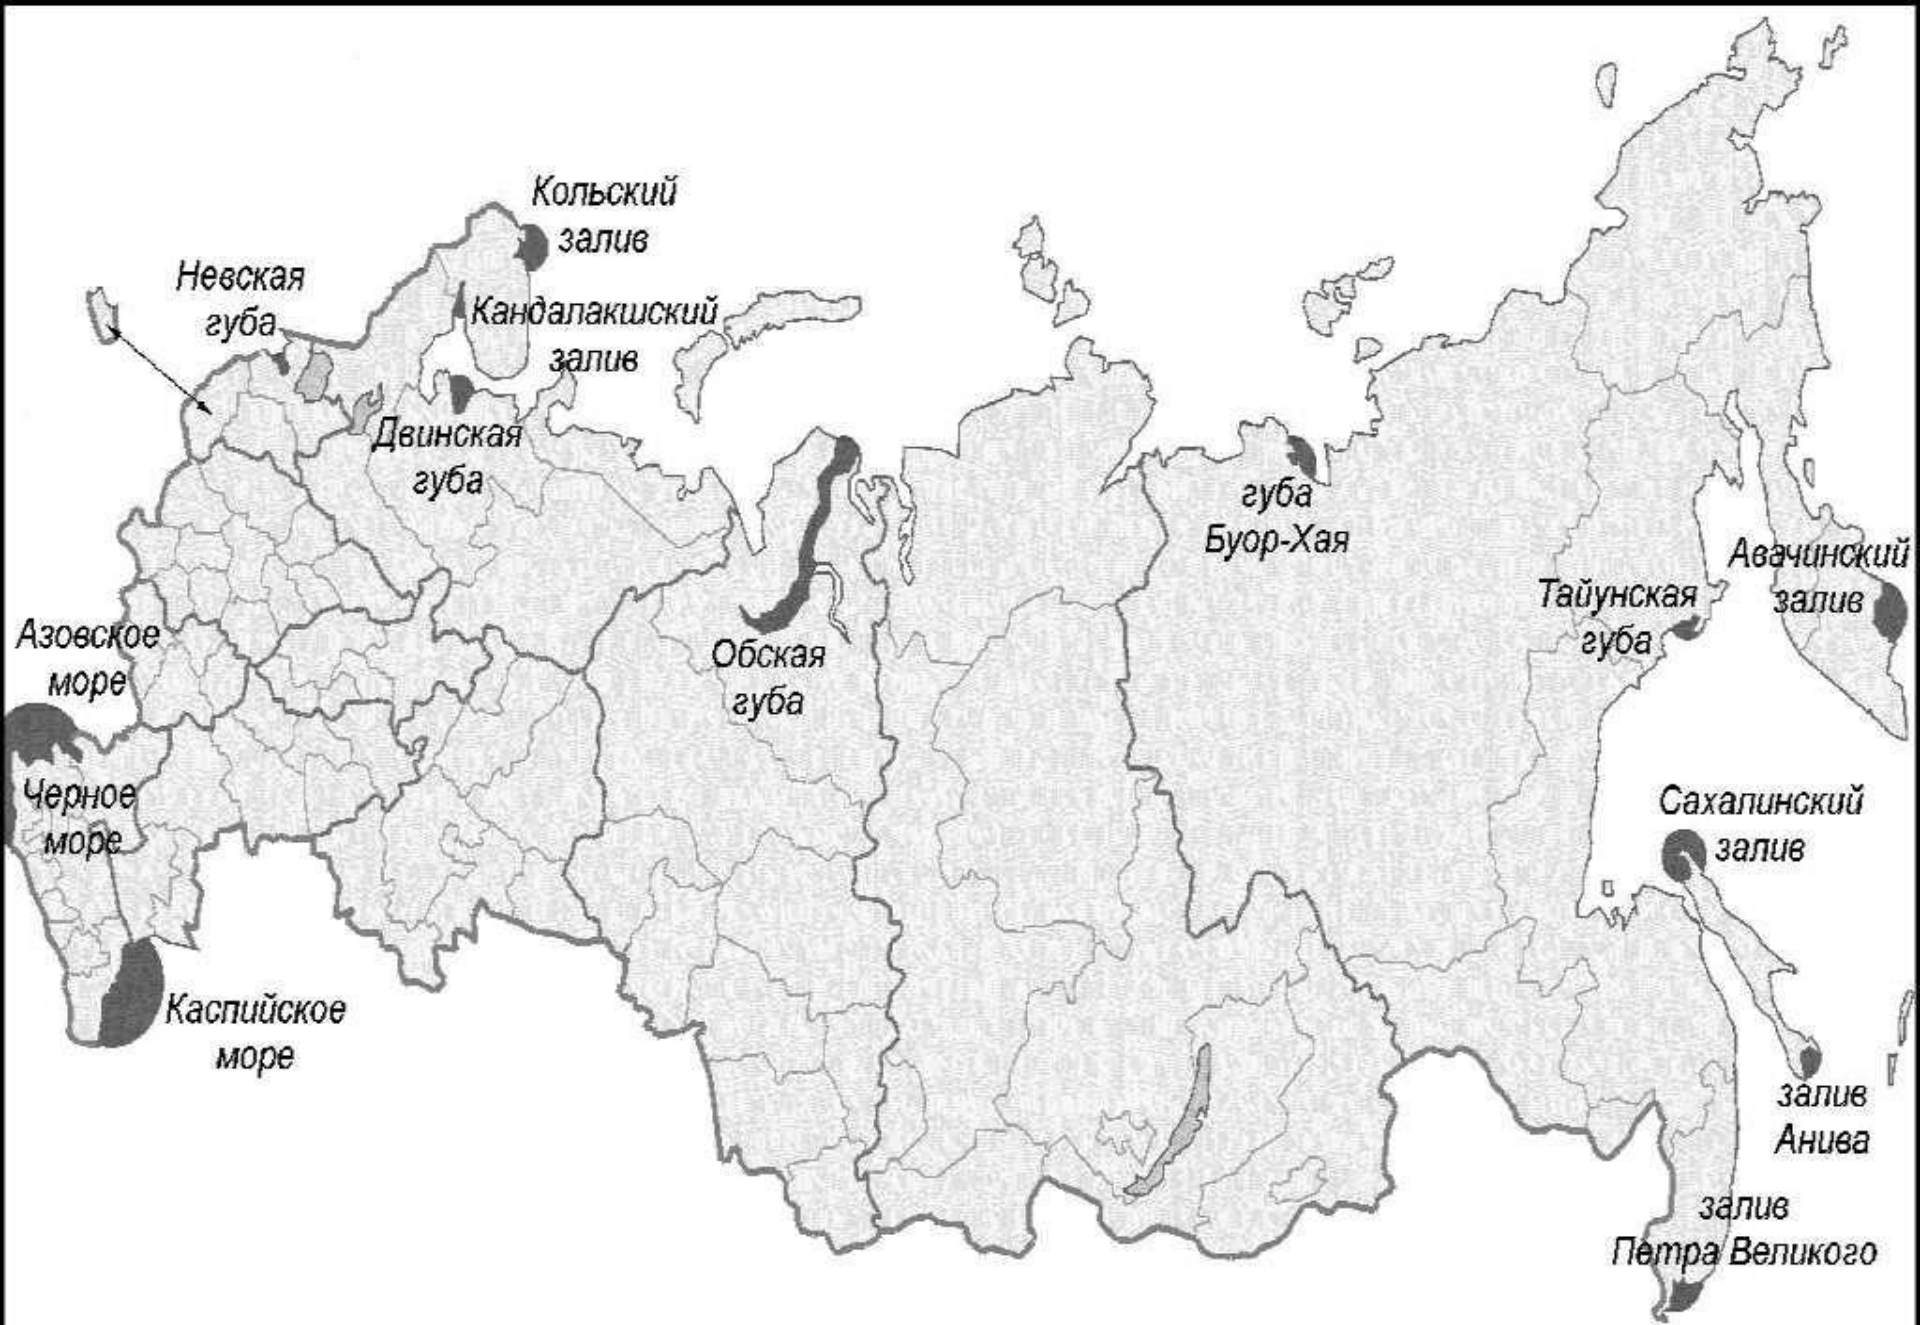 Кольский
залив
Невская
губа
Кандалакшский
залив
Двинская
губа
губа
Буор-Хая
Авачинский
залив
Тайунская
губа
Азовское
море
Обская
губа
Черное
море
Сахалинский
залив
Каспийское
море
залив
Анива
залив
Петра Великого